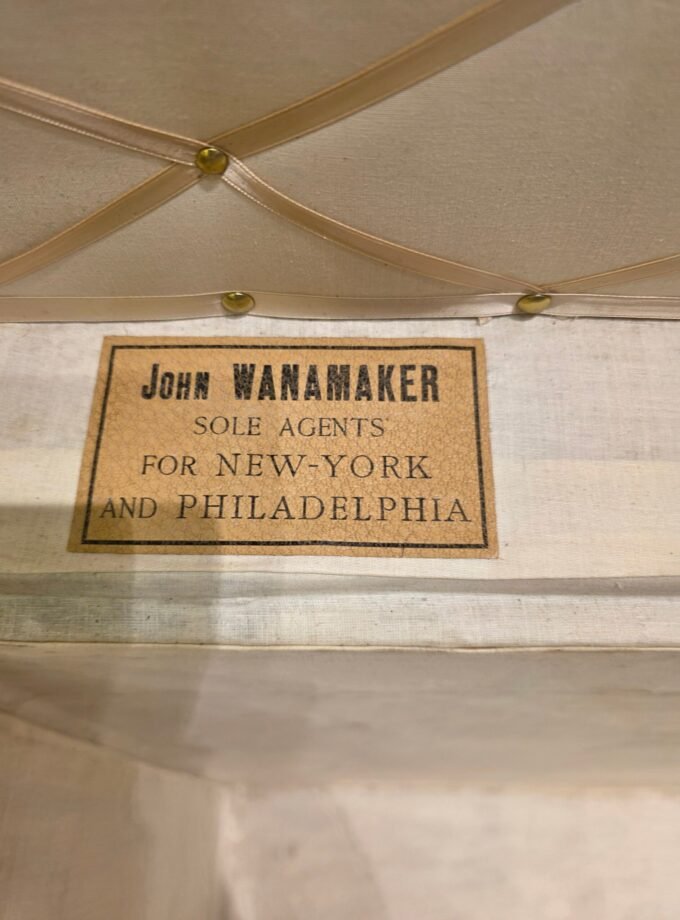 John WANAMAKER
SOLE AGENTS
FOR NEW-YORK
AND PHILADELPHIA